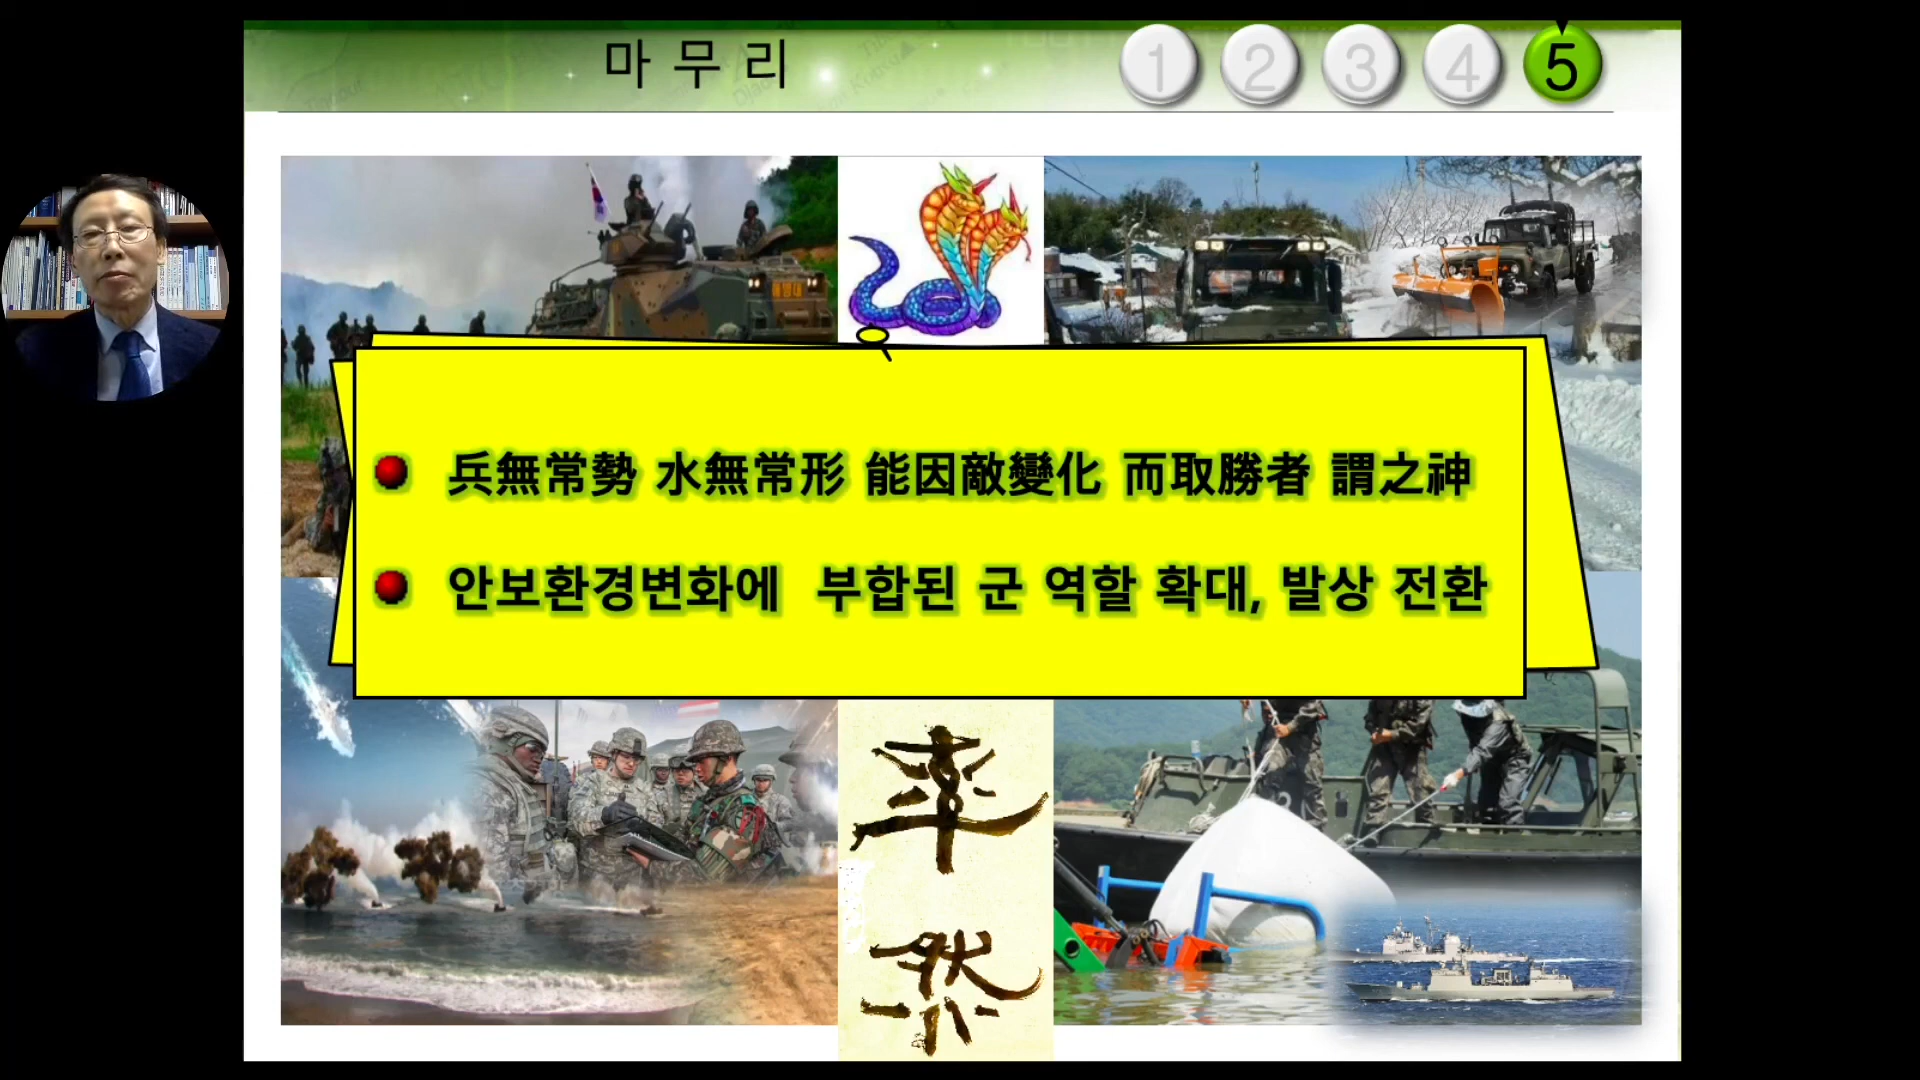 마 무 리
1 2 3 4 5
兵無常勢 水無常形 能因敵變化 而取勝者 謂之神
안보환경변화에 부합된 군 역할 확대, 발상 전환
率
然